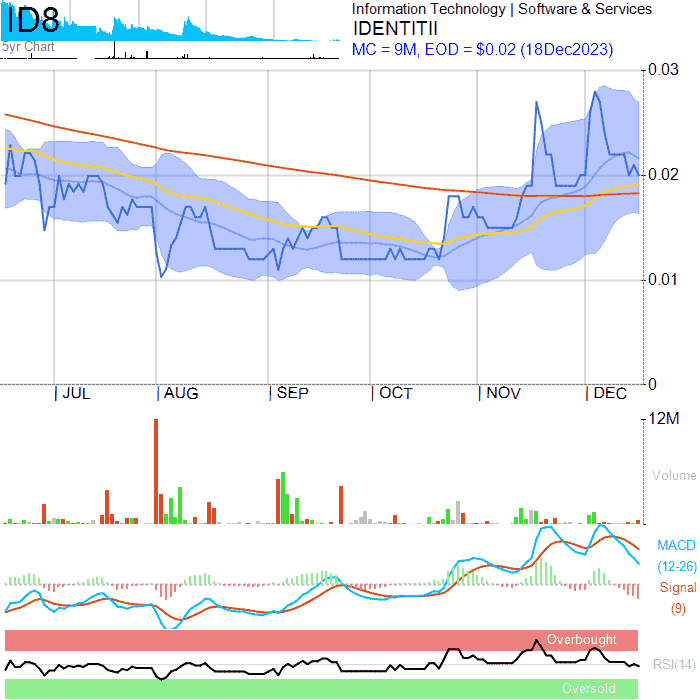 ID8
5yr Chart
Information Technology | Software & Services
IDENTITII
MC = 9M, EOD = $0.02 (18Dec2023)
0.03
0.02
0.01
0
JUL AUG SEP OCT NOV DEC
12M
Volume
MACD
(12-26)
Signal
(9)
Overbought
RSI(14)
Oversold